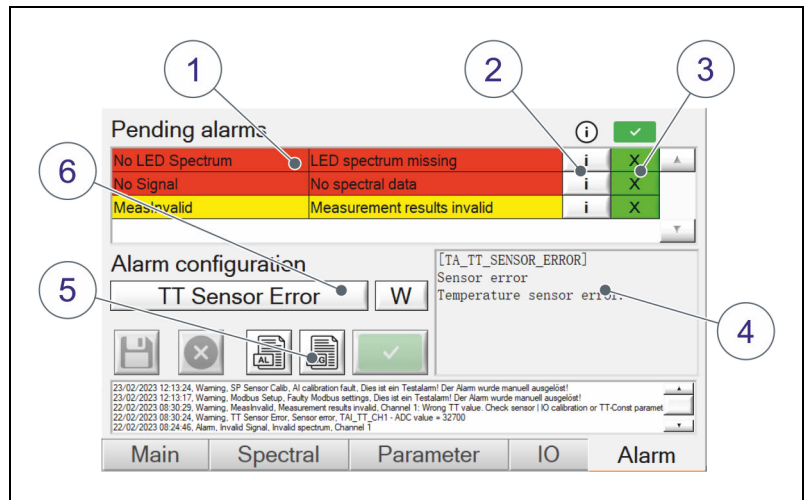 1
2
3
Pending alarms
i
No LED Spectrum LED spectrum missing i X
6
No Signal No spectral data i X
MeasInvalid Measurement results invalid i X
Alarm configuration
[TA_TT_SENSOR_ERROR]
Sensor error
Temperature sensor error.
5
TT Sensor Error W
4
AL
23/02/2023 12:13:24, Warning, SP Sensor Calib, AI calibration fault, Dies ist ein Testalarm! Der Alarm wurde manuell ausgelöst!
23/02/2023 12:13:17, Warning, Modbus Setup, Faulty Modbus settings, Dies ist ein Testalarm! Der Alarm wurde manuell ausgelöst!
22/02/2023 08:30:29, Warning, MeasInvalid, Measurement results invalid, Channel 1: Wrong TT value. Check sensor | IO calibration or TT-Const paramet
22/02/2023 08:30:24, Warning, TT Sensor Error, Sensor error, TAI_TT_CH1 - ADC value = 32700
22/02/2023 08:24:46, Alarm, Invalid Signal, Invalid spectrum, Channel 1
Main Spectral Parameter IO Alarm